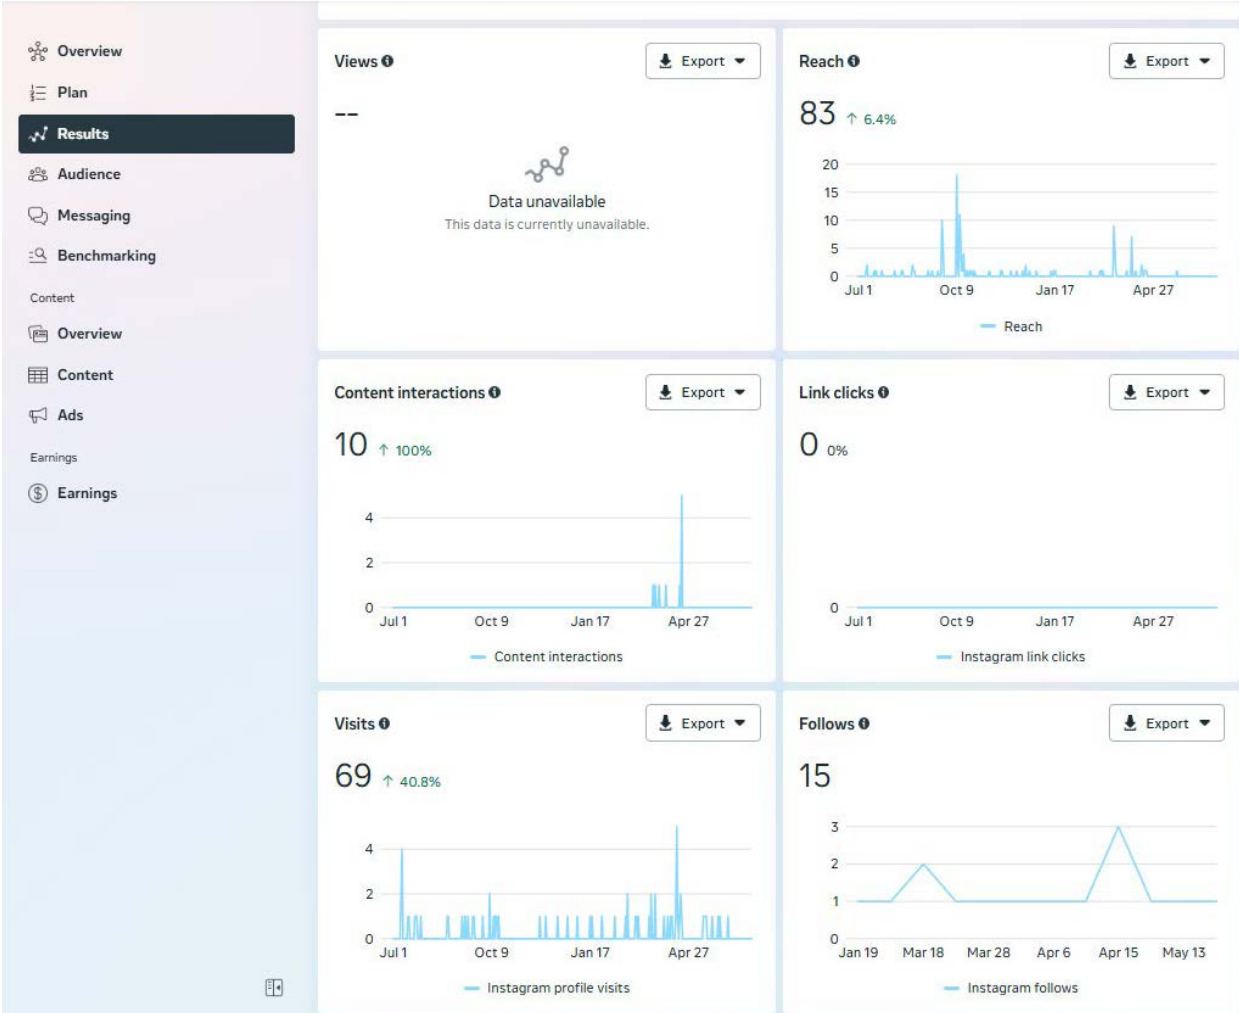 Overview
Plan
Results
Audience
Messaging
Benchmarking
Content
Overview
Content
Ads
Earnings
Earnings
Views
Export
--
Data unavailable
This data is currently unavailable.
Reach
Export
83 ↑ 6.4%
20
15
10
5
0
Jul 1 Oct 9 Jan 17 Apr 27
Reach
Content interactions
Export
10 ↑ 100%
4
2
0
Jul 1 Oct 9 Jan 17 Apr 27
Content interactions
Link clicks
Export
0 0%
0
Jul 1 Oct 9 Jan 17 Apr 27
Instagram link clicks
Visits
Export
69 ↑ 40.8%
4
2
0
Jul 1 Oct 9 Jan 17 Apr 27
Instagram profile visits
Follows
Export
15
3
2
1
0
Jan 19 Mar 18 Mar 28 Apr 6 Apr 15 May 13
Instagram follows